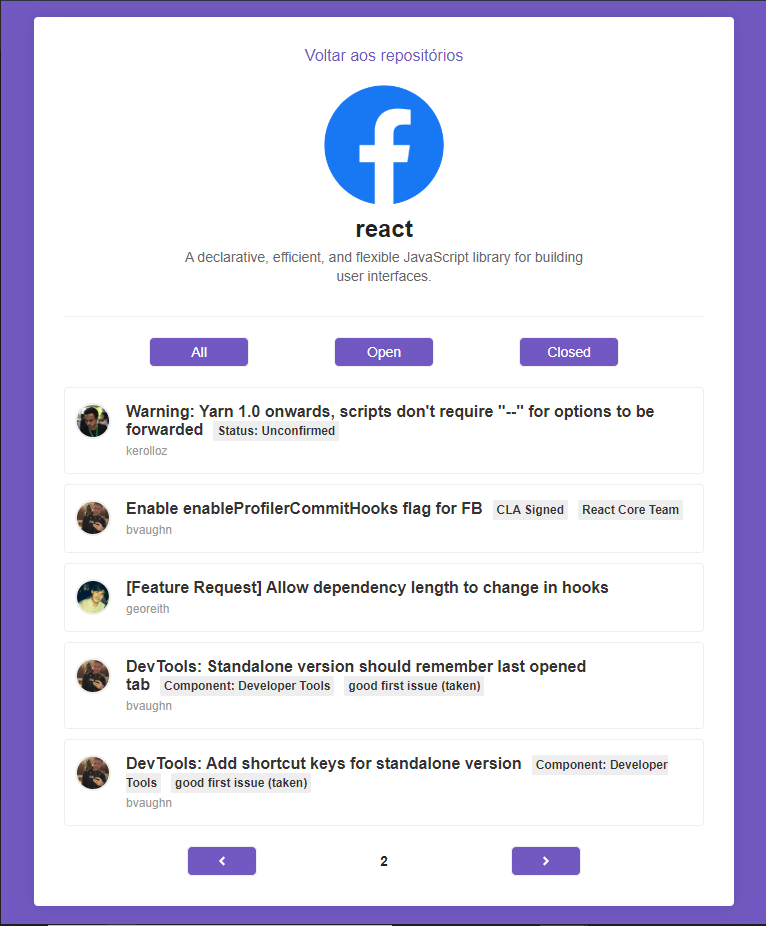 Voltar aos repositórios
react
A declarative, efficient, and flexible JavaScript library for building
user interfaces.
All
Open
Closed
Warning: Yarn 1.0 onwards, scripts don't require "--" for options to be
forwarded Status: Unconfirmed
kerolloz
Enable enableProfilerCommitHooks flag for FB CLA Signed React Core Team
bvaughn
[Feature Request] Allow dependency length to change in hooks
georeith
DevTools: Standalone version should remember last opened
tab Component: Developer Tools good first issue (taken)
bvaughn
DevTools: Add shortcut keys for standalone version Component: Developer
Tools good first issue (taken)
bvaughn
2